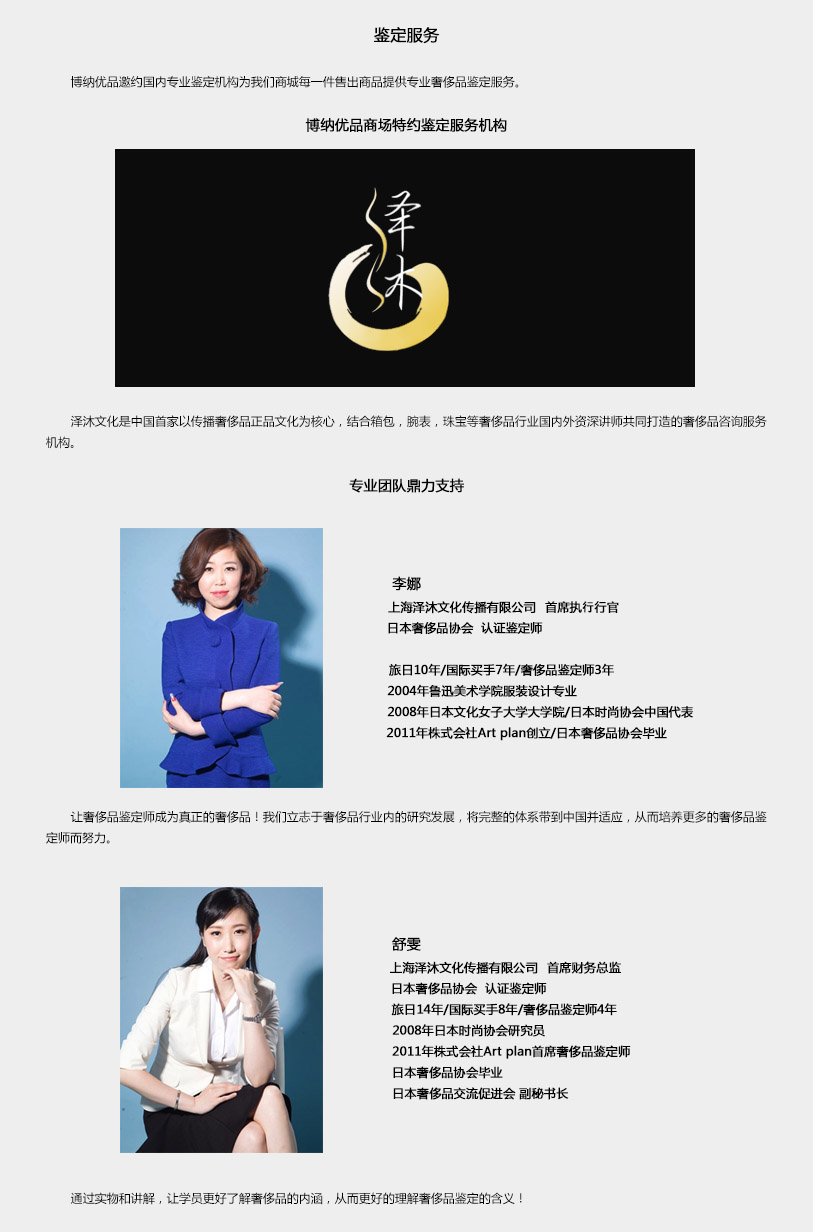 鉴定服务
博纳优品邀约国内专业鉴定机构为我们商城每一件售出商品提供专业奢侈品鉴定服务。
博纳优品商场特约鉴定服务机构
泽
沐
泽沐文化是中国首家以传播奢侈品正品文化为核心，结合箱包，腕表，珠宝等奢侈品行业国内外资深讲师共同打造的奢侈品咨询服务
机构。
专业团队鼎力支持
李娜
上海泽沐文化传播有限公司 首席执行行官
日本奢侈品协会 认证鉴定师
旅日10年/国际买手7年/奢侈品鉴定师3年
2004年鲁迅美术学院服装设计专业
2008年日本文化女子大学大学院/日本时尚协会中国代表
2011年株式会社Art plan创立/日本奢侈品协会毕业
让奢侈品鉴定师成为真正的奢侈品！我们立志于奢侈品行业内的研究发展，将完整的体系带到中国并适应，从而培养更多的奢侈品鉴
定师而努力。
舒雯
上海泽沐文化传播有限公司 首席财务总监
日本奢侈品协会 认证鉴定师
旅日14年/国际买手8年/奢侈品鉴定师4年
2008年日本时尚协会研究员
2011年株式会社Art plan首席奢侈品鉴定师
日本奢侈品协会毕业
日本奢侈品交流促进会 副秘书长
通过实物和讲解，让学员更好了解奢侈品的内涵，从而更好的理解奢侈品鉴定的含义！